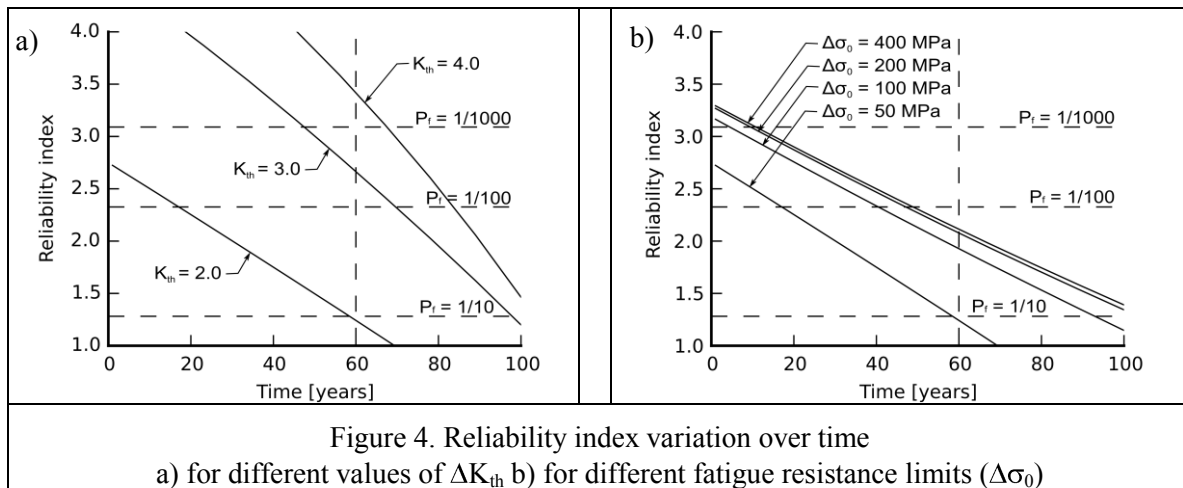 a)
4.0
3.5
3.0
2.5
2.0
1.5
1.0
Reliability index
K_th = 4.0
P_f = 1/1000
K_th = 3.0
P_f = 1/100
K_th = 2.0
P_f = 1/10
0 20 40 60 80 100
Time [years]
b)
4.0
3.5
3.0
2.5
2.0
1.5
1.0
Reliability index
Δσ₀ = 400 MPa
Δσ₀ = 200 MPa
Δσ₀ = 100 MPa
Δσ₀ = 50 MPa
P_f = 1/1000
P_f = 1/100
P_f = 1/10
0 20 40 60 80 100
Time [years]
Figure 4. Reliability index variation over time
a) for different values of ΔK_th b) for different fatigue resistance limits (Δσ₀)